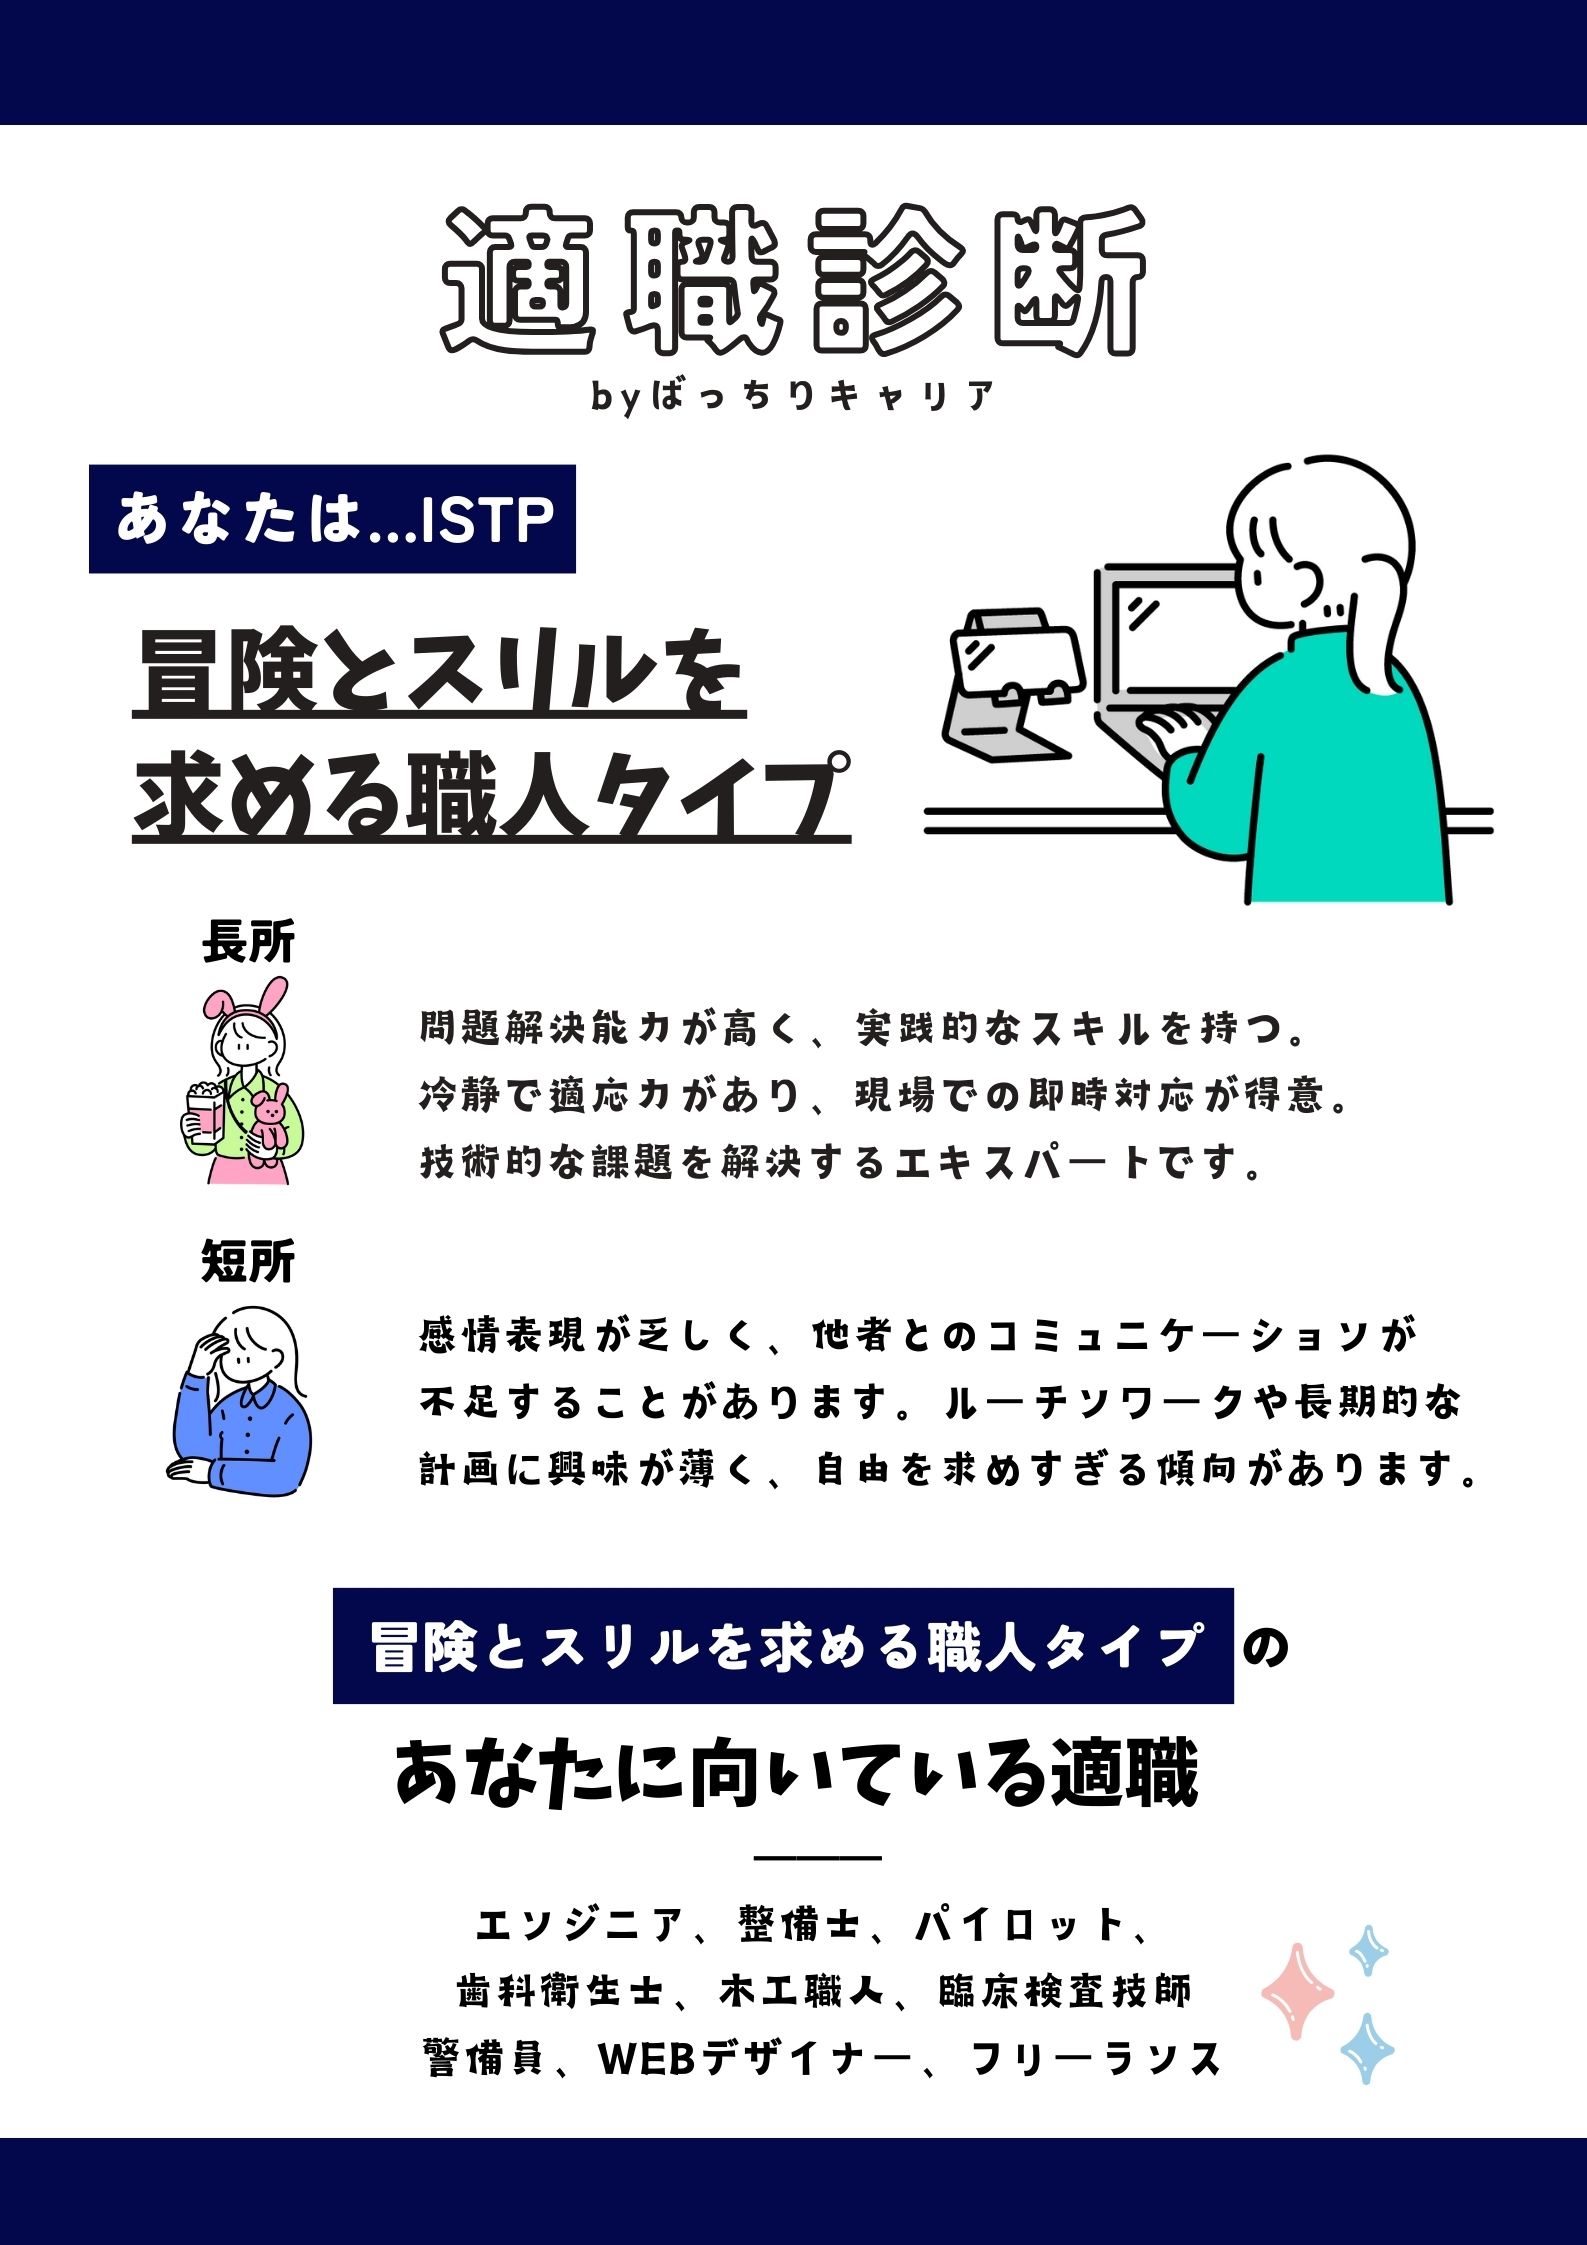 適職診断
byばっちりキャリア
あなたは...ISTP
冒険とスリルを
求める職人タイプ
長所
問題解決能力が高く、実践的なスキルを持つ。
冷静で適応力があり、現場での即時対応が得意。
技術的な課題を解決するエキスパートです。
短所
感情表現が乏しく、他者とのコミュニケーションが
不足することがあります。ルーチンワークや長期的な
計画に興味が薄く、自由を求めすぎる傾向があります。
冒険とスリルを求める職人タイプの
あなたに向いている適職
エンジニア、整備士、パイロット、
歯科衛生士、木工職人、臨床検査技師
警備員、WEBデザイナー、フリーランス